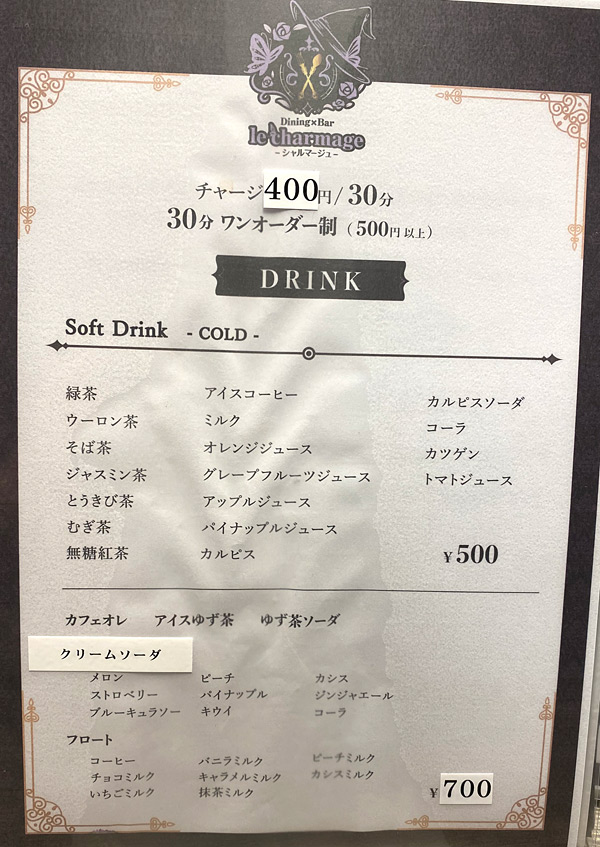 Dining×Bar
le charmage
-シャルマージュ-
チャージ400円/30分
30分 ワンオーダー制 (500円以上)
DRINK
Soft Drink - COLD -
緑茶 アイスコーヒー カルピスソーダ
ウーロン茶 ミルク コーラ
そば茶 オレンジジュース カツゲン
ジャスミン茶 グレープフルーツジュース トマトジュース
とうきび茶 アップルジュース
むぎ茶 パイナップルジュース
無糖紅茶 カルピス ¥500
カフェオレ アイスゆず茶 ゆず茶ソーダ
クリームソーダ
メロン ピーチ カシス
ストロベリー パイナップル ジンジャエール
ブルーキュラソー キウイ コーラ
フロート
コーヒー バニラミルク ピーチミルク
チョコミルク キャラメルミルク カシスミルク
いちごミルク 抹茶ミルク ¥700